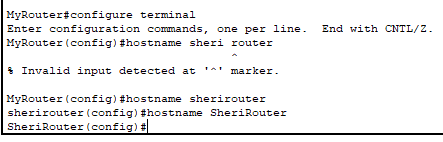 MyRouter#configure terminal
Enter configuration commands, one per line.  End with CNTL/Z.
MyRouter(config)#hostname sheri router
                                ^
% Invalid input detected at '^' marker.

MyRouter(config)#hostname sherirouter
sherirouter(config)#hostname SheriRouter
SheriRouter(config)#